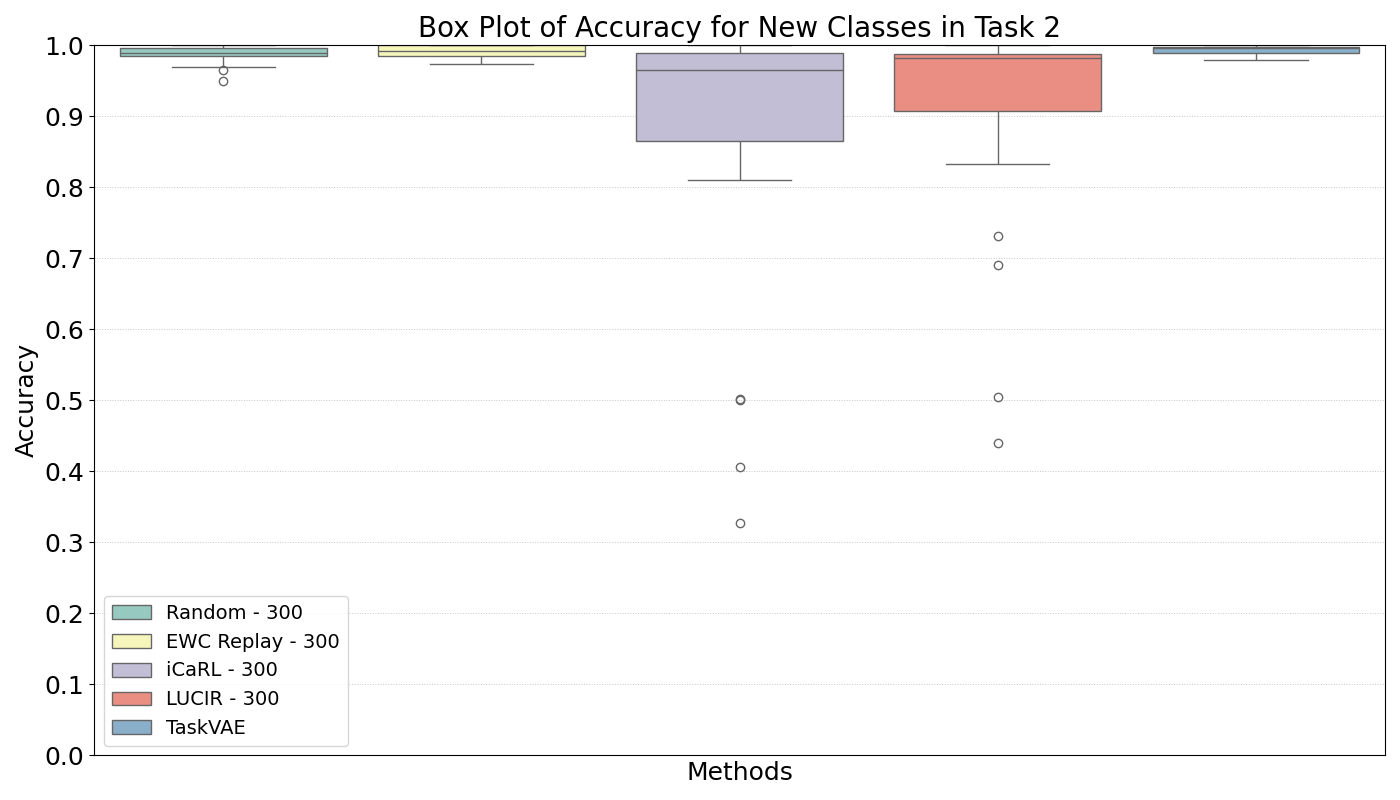 Box Plot of Accuracy for New Classes in Task 2
1.0
0.9
0.8
0.7
0.6
0.5
0.4
0.3
0.2
0.1
0.0
Accuracy
Random - 300
EWC Replay - 300
iCaRL - 300
LUCIR - 300
TaskVAE
Methods